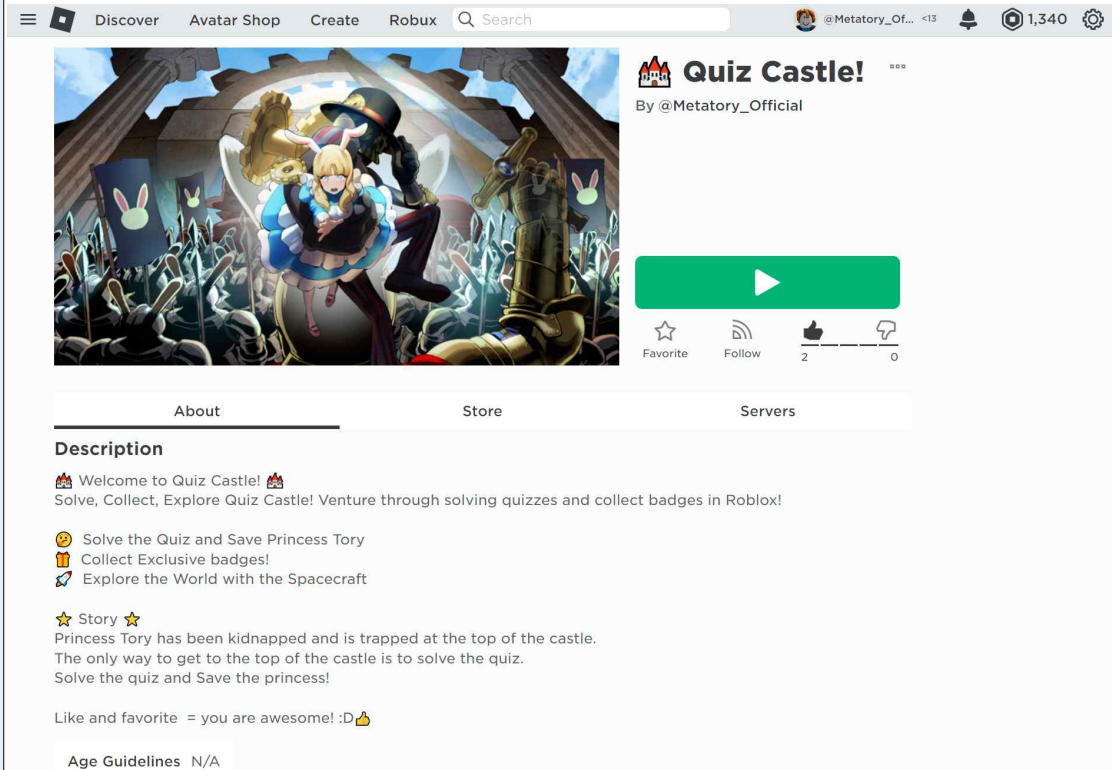 Discover Avatar Shop Create Robux Search @Metatory_Of... <13 1,340
🏰 Quiz Castle!
By @Metatory_Official
Favorite Follow 2 0
About Store Servers
Description
🏰 Welcome to Quiz Castle! 🏰
Solve, Collect, Explore Quiz Castle! Venture through solving quizzes and collect badges in Roblox!
🤔 Solve the Quiz and Save Princess Tory
🎁 Collect Exclusive badges!
🚀 Explore the World with the Spacecraft
⭐ Story ⭐
Princess Tory has been kidnapped and is trapped at the top of the castle.
The only way to get to the top of the castle is to solve the quiz.
Solve the quiz and Save the princess!
Like and favorite = you are awesome! :D👍
Age Guidelines N/A